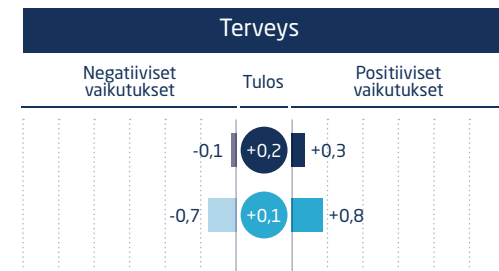 Terveys
Negatiiviset
vaikutukset
Tulos
Positiiviset
vaikutukset
-0,1 +0,2 +0,3
-0,7 +0,1 +0,8